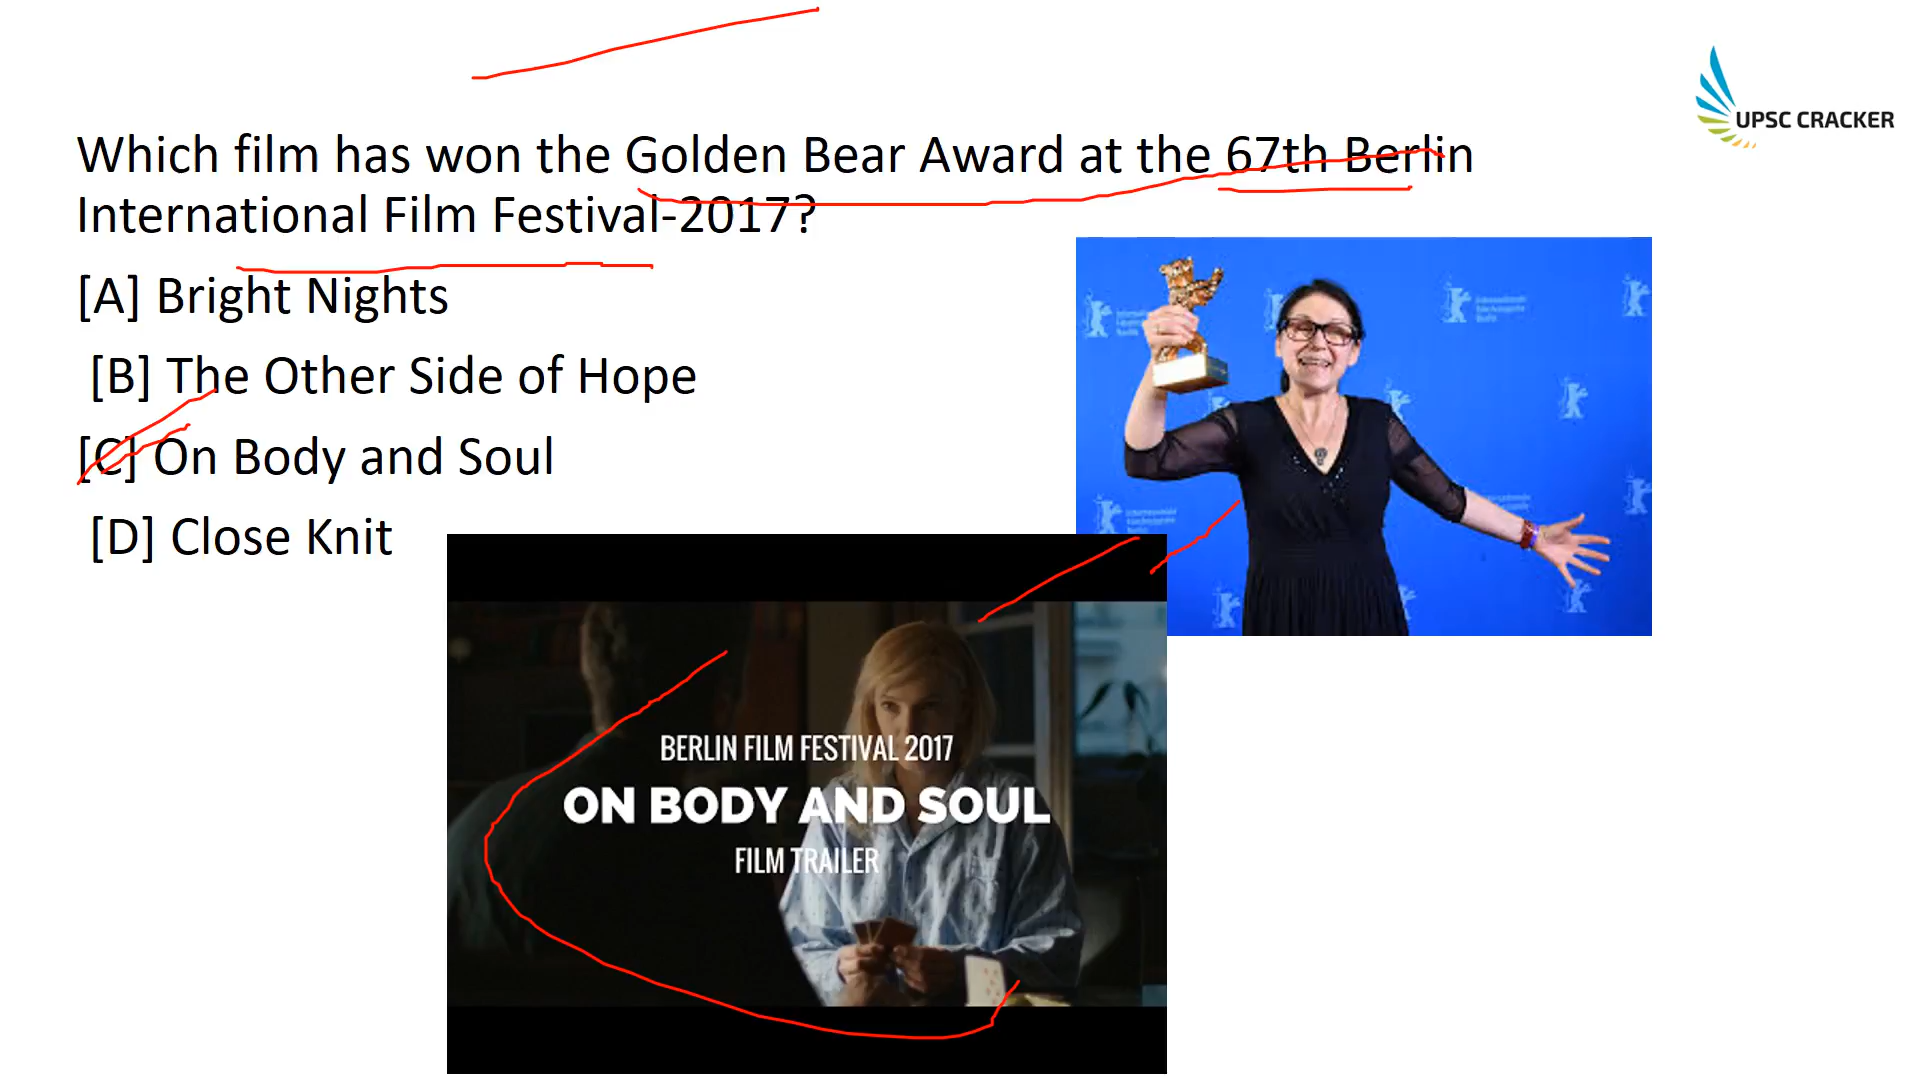 UPSC CRACKER
Which film has won the Golden Bear Award at the 67th Berlin
International Film Festival-2017?
[A] Bright Nights
[B] The Other Side of Hope
[C] On Body and Soul
[D] Close Knit
BERLIN FILM FESTIVAL 2017
ON BODY AND SOUL
FILM TRAILER